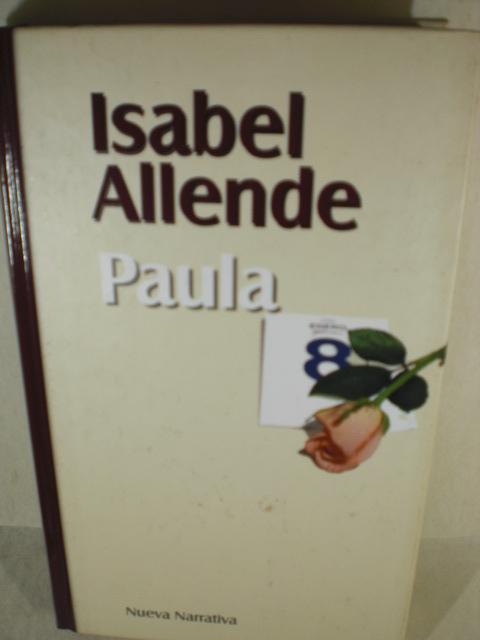 Isabel
Allende
Paula
8
Nueva Narrativa